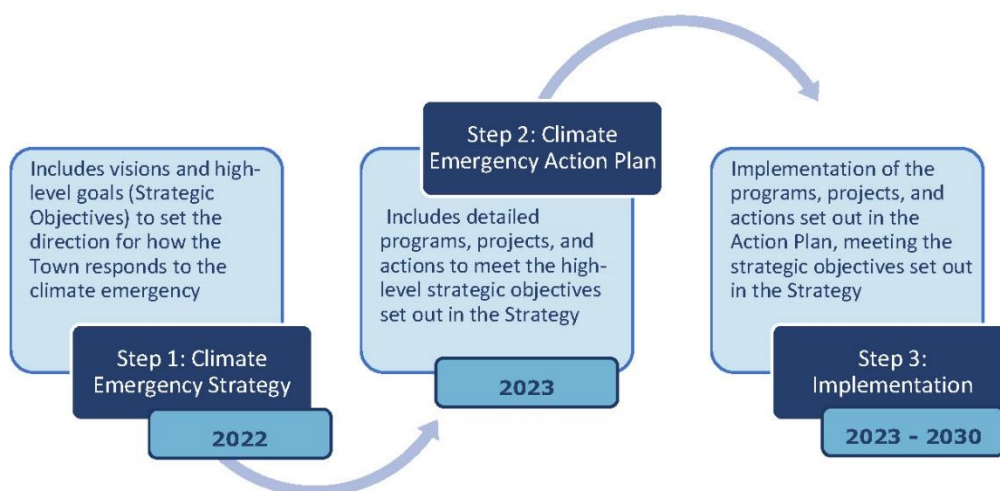 Includes visions and high-
level goals (Strategic
Objectives) to set the
direction for how the
Town responds to the
climate emergency
Step 1: Climate
Emergency Strategy
2022
Step 2: Climate
Emergency Action Plan
Includes detailed
programs, projects, and
actions to meet the high-
level strategic objectives
set out in the Strategy
2023
Implementation of the
programs, projects, and
actions set out in the
Action Plan, meeting the
strategic objectives set out
in the Strategy
Step 3:
Implementation
2023 - 2030